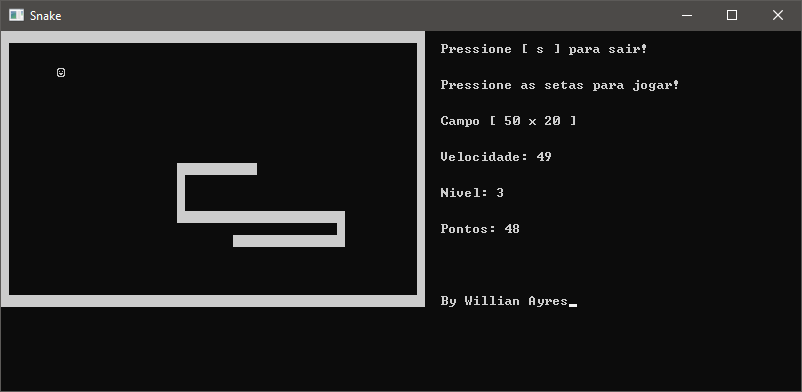 Snake
Pressione [ s ] para sair!
Pressione as setas para jogar!
Campo [ 50 x 20 ]
Velocidade: 49
Nivel: 3
Pontos: 48
By Willian Ayres